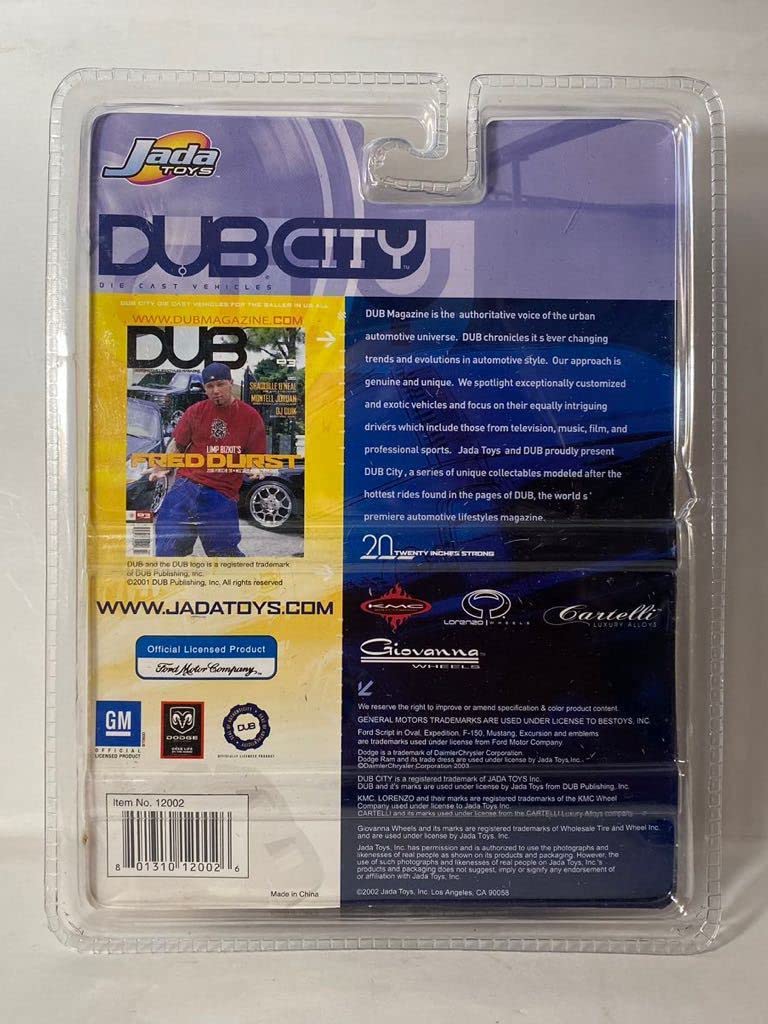 Jada
TOYS
DUB CITY
DIE CAST VEHICLES
DUB CITY DIE CAST VEHICLES FOR THE BALLER IN US ALL
WWW.DUBMAGAZINE.COM
DUB
SHAQUILLE O'NEAL
MONTELL JORDAN
DJ QUIK
LIMP BIZKIT'S
FRED DURST
DUB and the DUB logo is a registered trademark
of DUB Publishing, Inc.
©2001 DUB Publishing, Inc. All rights reserved
WWW.JADATOYS.COM
Official Licensed Product
Ford Motor Company
GM
OFFICIAL
LICENSED PRODUCT
DODGE
DUB
OFFICIALLY LICENSED PRODUCT
Item No. 12002
8 01310 12002 6
Made in China
DUB Magazine is the authoritative voice of the urban
automotive universe. DUB chronicles it s ever changing
trends and evolutions in automotive style. Our approach is
genuine and unique. We spotlight exceptionally customized
and exotic vehicles and focus on their equally intriguing
drivers which include those from television, music, film, and
professional sports. Jada Toys and DUB proudly present
DUB City, a series of unique collectables modeled after the
hottest rides found in the pages of DUB, the world s'
premiere automotive lifestyles magazine.
20 TWENTY INCHES STRONG
KMC
LORENZO WHEELS
Cartelli
LUXURY ALLOYS
Giovanna
WHEELS
We reserve the right to improve or amend specification & color product content.
GENERAL MOTORS TRADEMARKS ARE USED UNDER LICENSE TO BESTOYS, INC.
Ford Script in Oval, Expedition, F-150, Mustang, Excursion and emblems
are trademarks used under license from Ford Motor Company
Dodge is a trademark of DaimlerChrysler Corporation.
Dodge Ram and its trade dress are used under license by Jada Toys, Inc.
©DaimlerChrysler Corporation 2003
DUB CITY is a registered trademark of JADA TOYS Inc.
DUB and it's marks are used under license by Jada Toys from DUB Publishing, Inc.
KMC, LORENZO and their marks are registered trademarks of the KMC Wheel
Company used under license to Jada Toys Inc.
CARTELLI and its marks used under license from the CARTELLI Luxury Alloys company.
Giovanna Wheels and its marks are registered trademarks of Wholesale Tire and Wheel Inc.
and are used under license by Jada Toys, Inc.
Jada Toys, Inc. has permission and is authorized to use the photographs and
likenesses of real people as shown on its products and packaging. However, the
use of such photographs and likenesses of real people on Jada Toys, Inc.'s
products and packaging does not suggest, imply or signify any endorsement of
or affiliation with Jada Toys, Inc.
©2002 Jada Toys, Inc. Los Angeles, CA 90058